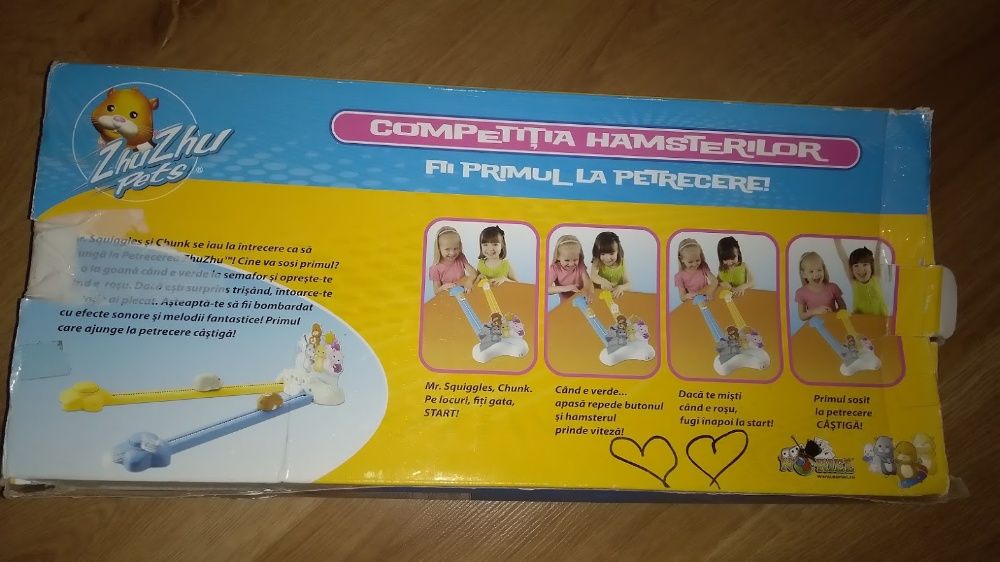 ZhuZhu
Pets®
COMPETIȚIA HAMSTERILOR
FII PRIMUL LA PETRECERE!
Squiggles și Chunk se iau la întrecere ca să
la Petrecerea ZhuZhu™! Cine va sosi primul?
la goană când e verde la semafor și oprește-te
e roșu. Dacă ești surprins trișând, întoarce-te
ai plecat. Așteaptă-te să fii bombardat
cu efecte sonore și melodii fantastice! Primul
care ajunge la petrecere câștigă!
Mr. Squiggles, Chunk.
Pe locuri, fiți gata,
START!
Când e verde...
apasă repede butonul
și hamsterul
prinde viteză!
Dacă te miști
când e roșu,
fugi înapoi la start!
Primul sosit
la petrecere
CÂȘTIGĂ!
NORIEL
www.noriel.ro